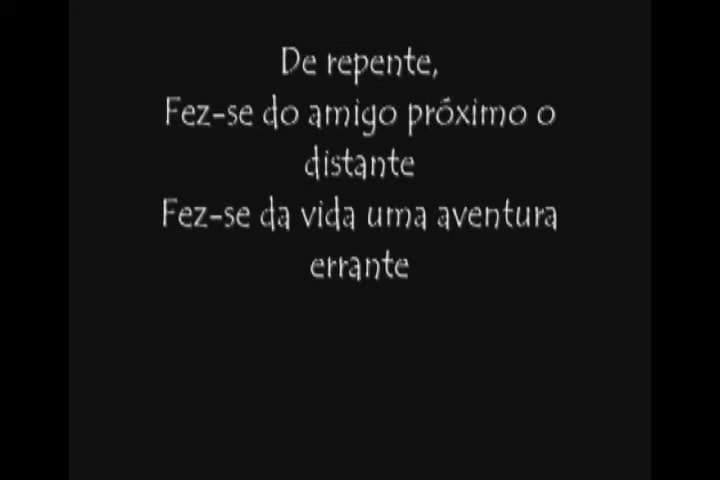 De repente,
Fez-se do amigo próximo o
distante
Fez-se da vida uma aventura
errante